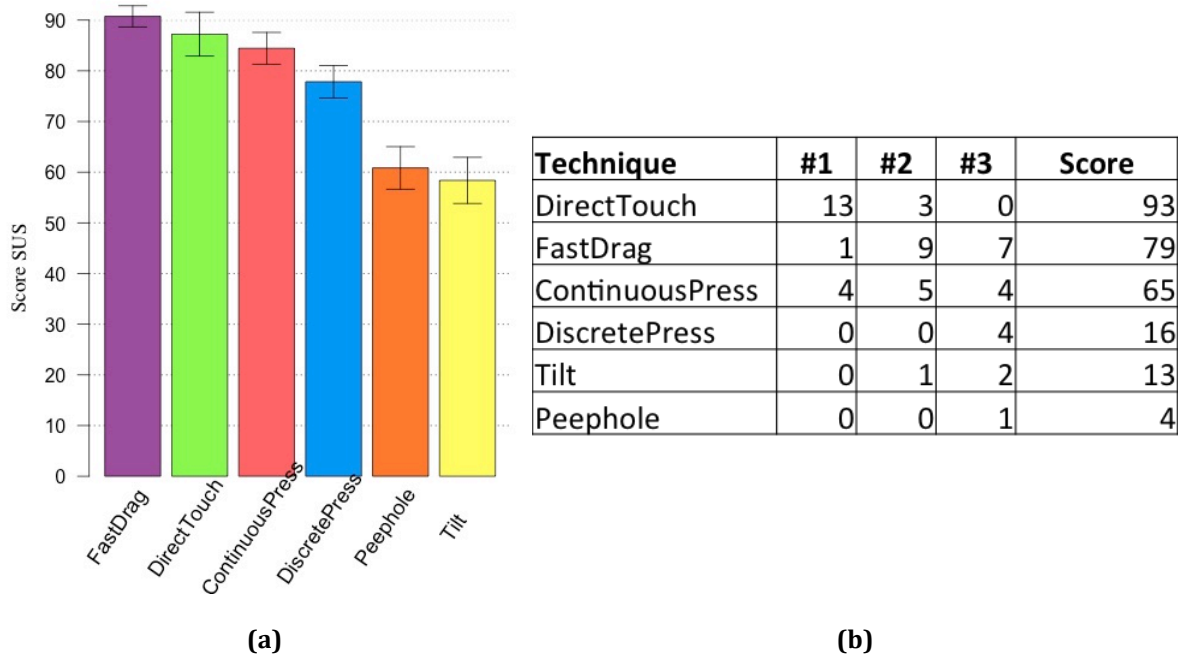 90
80
70
60
50
40
30
20
10
0
Score SUS
FastDrag
DirectTouch
ContinuousPress
DiscretePress
Peephole
Tilt
(a)
Technique #1 #2 #3 Score
DirectTouch 13 3 0 93
FastDrag 1 9 7 79
ContinuousPress 4 5 4 65
DiscretePress 0 0 4 16
Tilt 0 1 2 13
Peephole 0 0 1 4
(b)